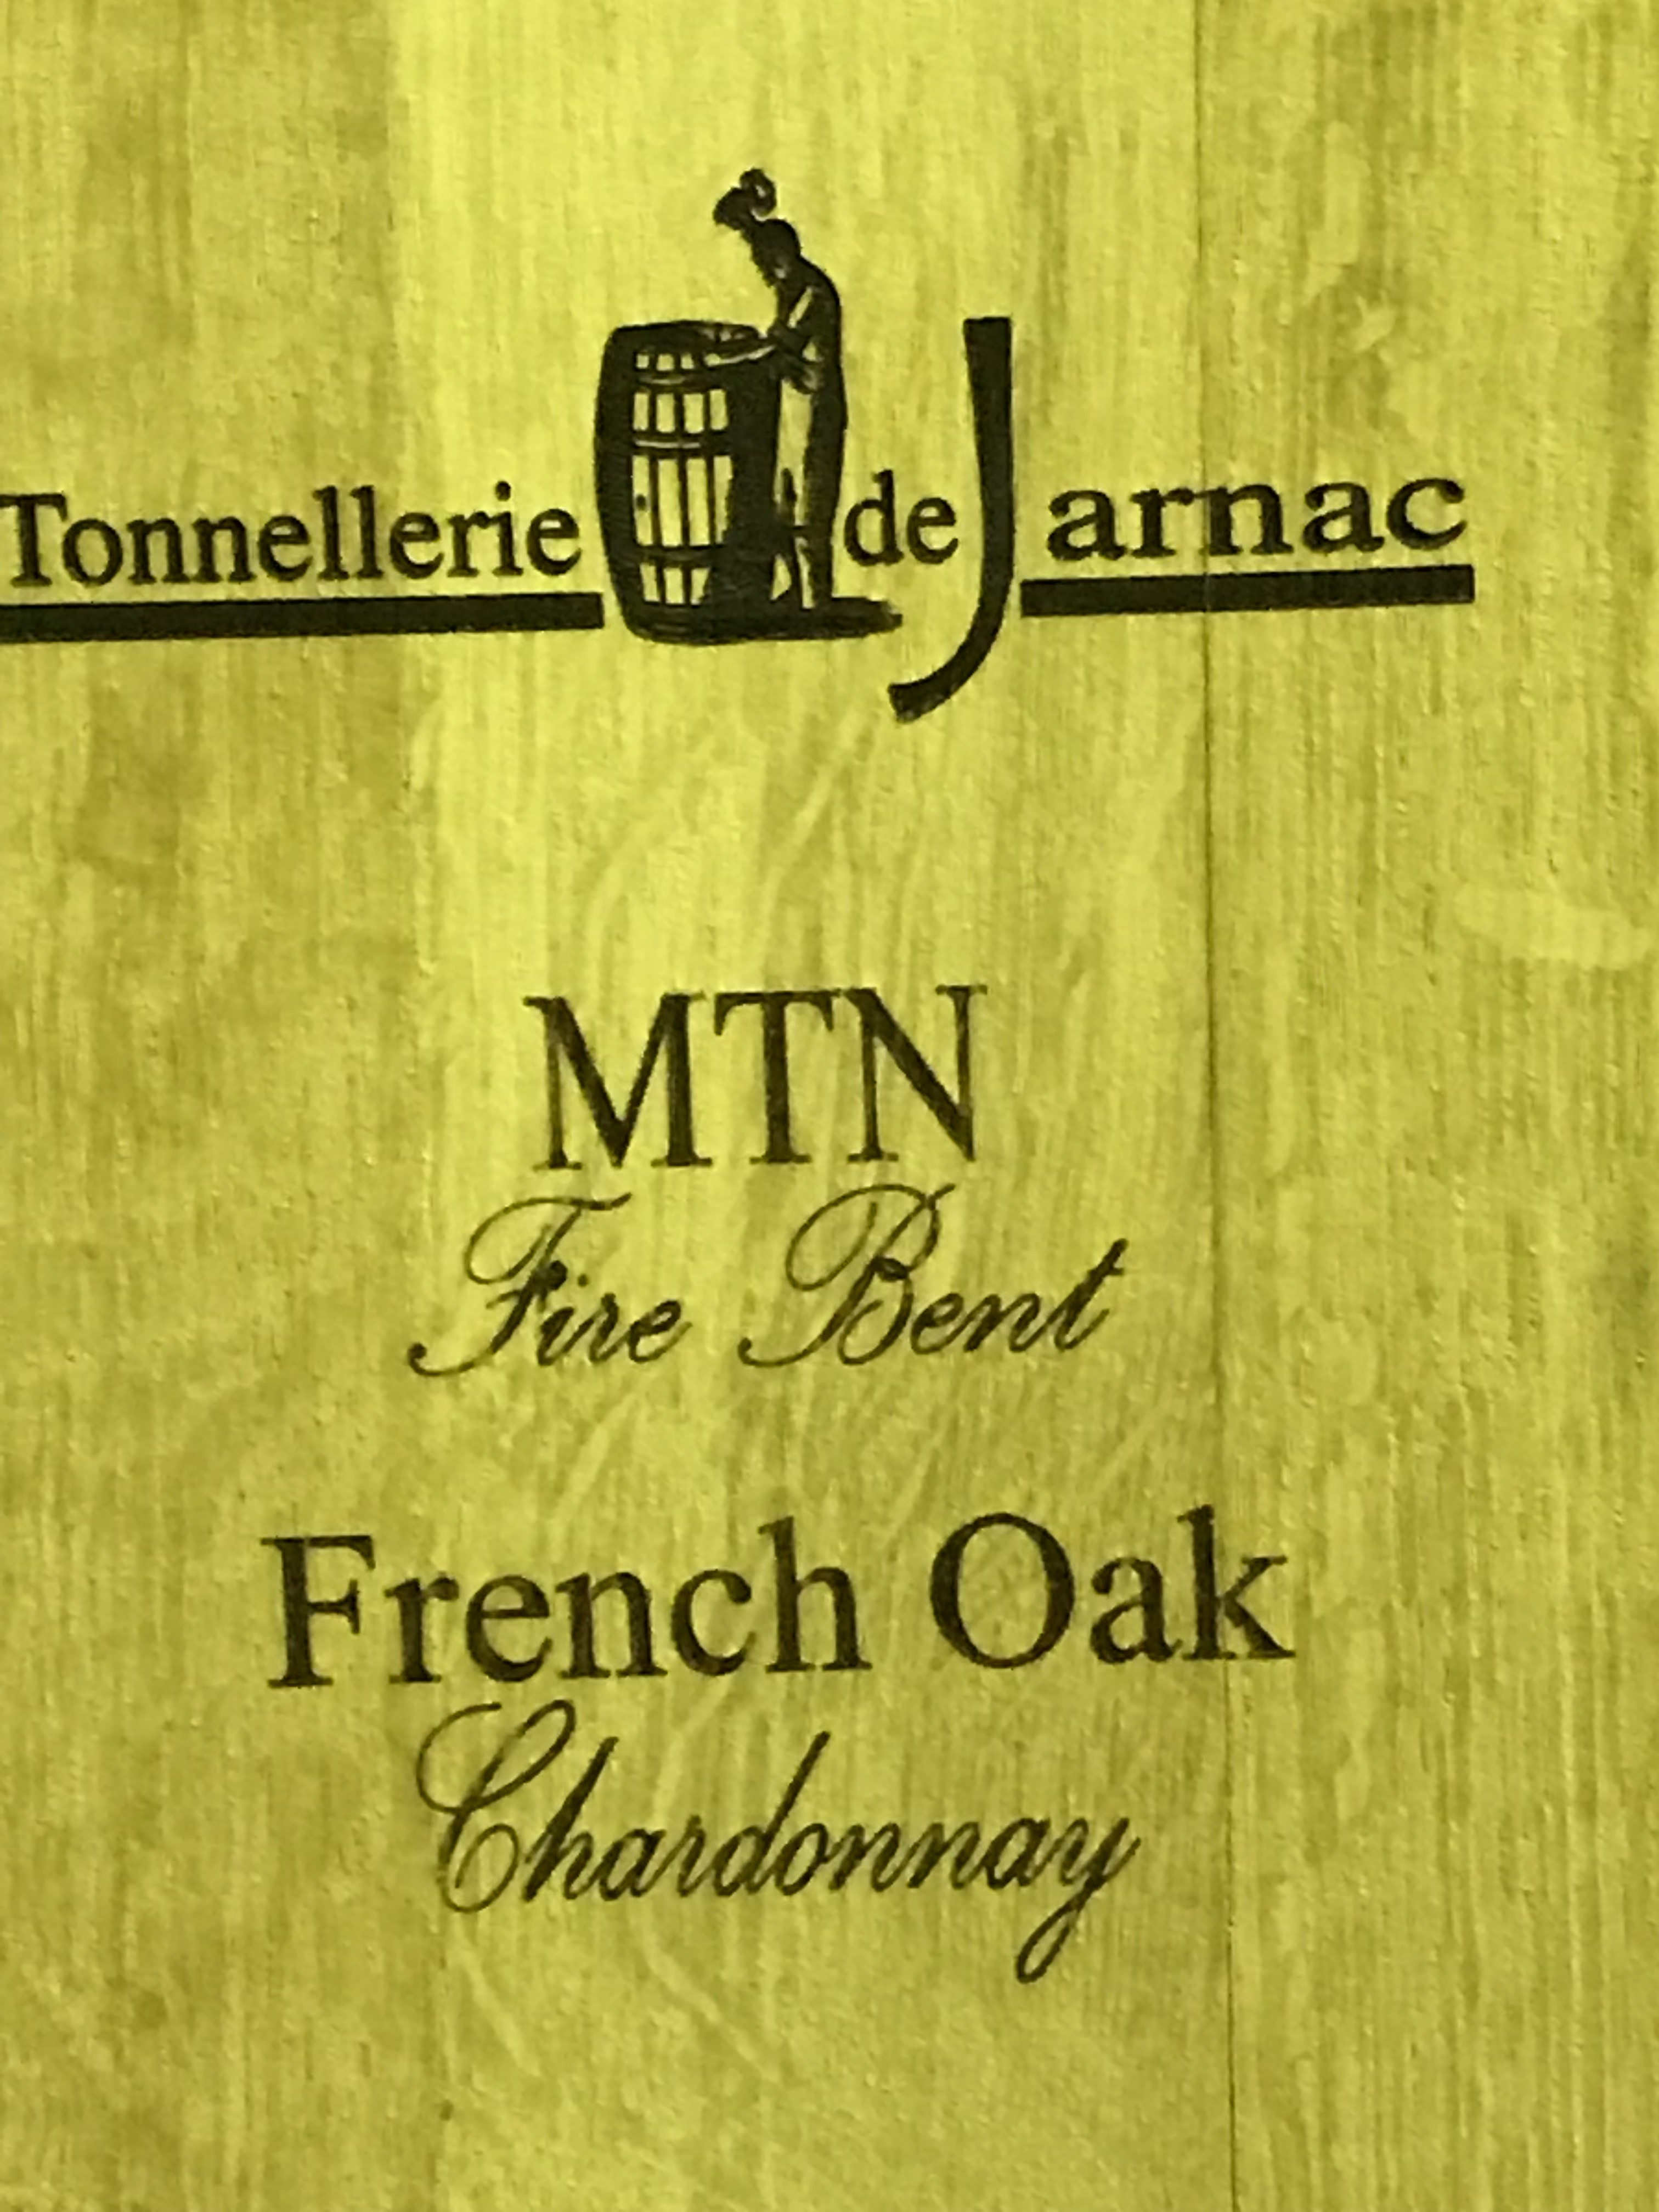 Tonnellerie de Jarnac
MTN
Fire Bent
French Oak
Chardonnay